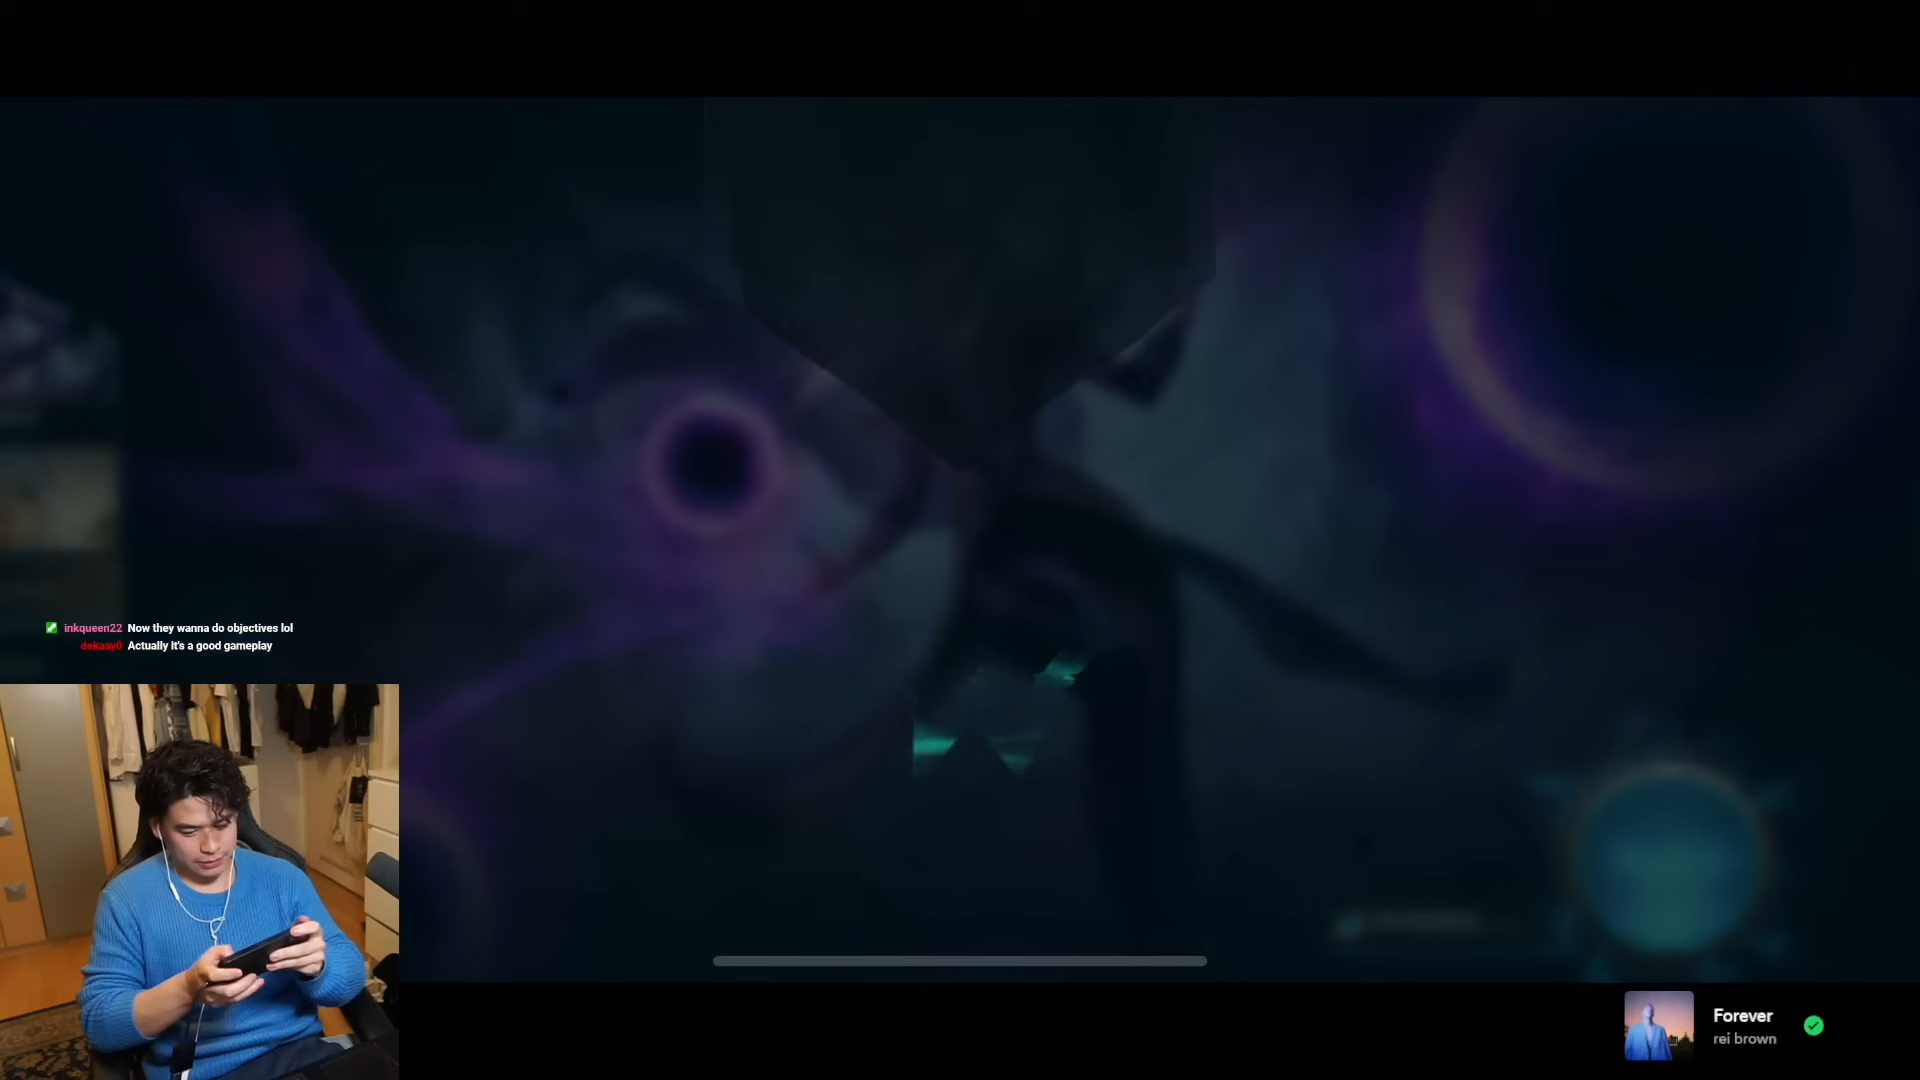 inkqueen22 Now they wanna do objectives lol
dekaay0 Actually it's a good gameplay
Forever
rei brown